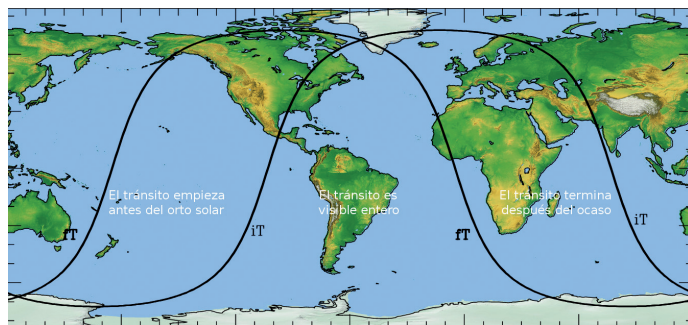 El tránsito empieza
antes del orto solar
El tránsito es
visible entero
El tránsito termina
después del ocaso
fT
iT
fT
iT